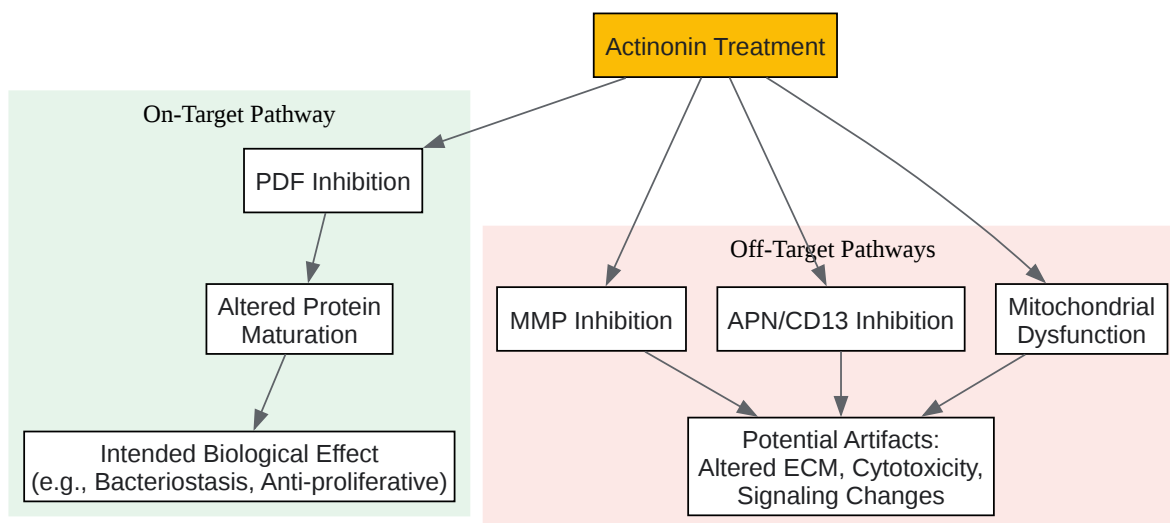 Actinonin Treatment
On-Target Pathway
PDF Inhibition
Altered Protein
Maturation
Intended Biological Effect
(e.g., Bacteriostasis, Anti-proliferative)
Off-Target Pathways
MMP Inhibition
APN/CD13 Inhibition
Mitochondrial
Dysfunction
Potential Artifacts:
Altered ECM, Cytotoxicity,
Signaling Changes